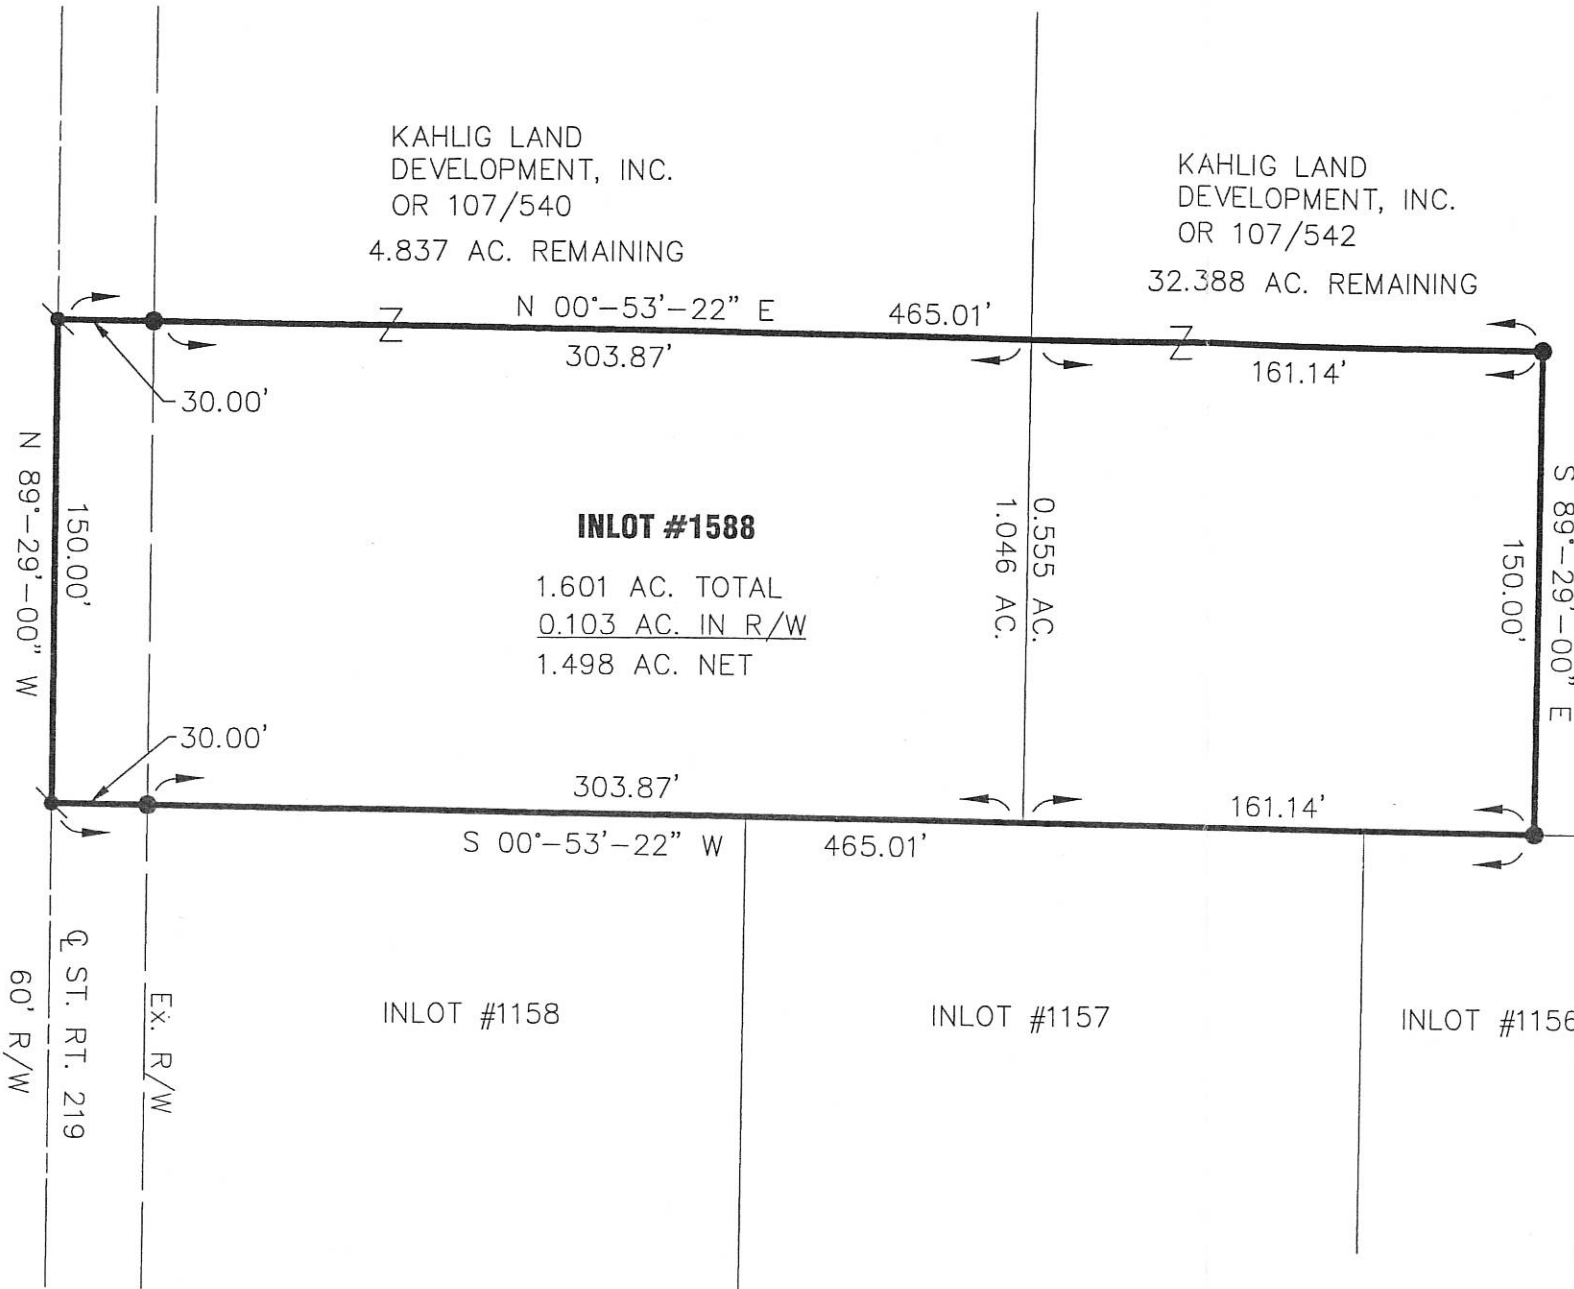 KAHLIG LAND
DEVELOPMENT, INC.
OR 107/540
4.837 AC. REMAINING
KAHLIG LAND
DEVELOPMENT, INC.
OR 107/542
32.388 AC. REMAINING
N 00°-53'-22" E
465.01'
303.87'
161.14'
30.00'
N 89°-29'-00" W
150.00'
INLOT #1588
1.601 AC. TOTAL
0.103 AC. IN R/W
1.498 AC. NET
0.555 AC.
1.046 AC.
S 89°-29'-00" E
150.00'
30.00'
303.87'
161.14'
S 00°-53'-22" W
465.01'
℄ ST. RT. 219
60' R/W
Ex. R/W
INLOT #1158
INLOT #1157
INLOT #1156